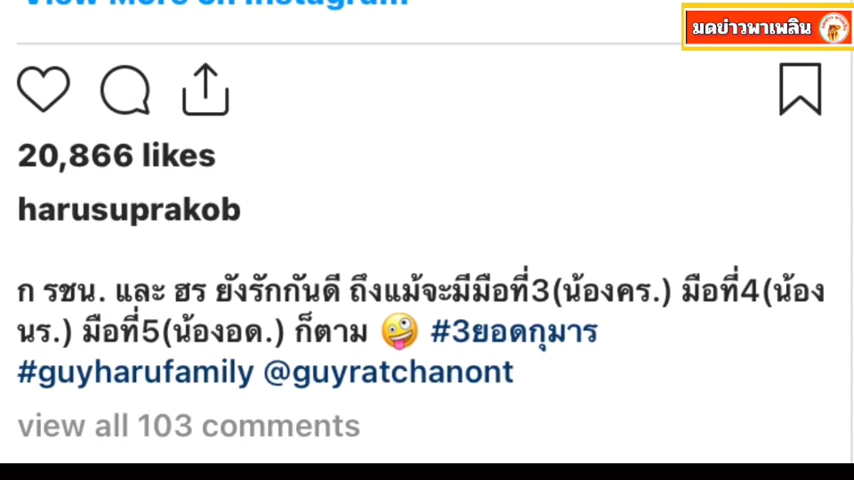 View More on Instagram
มดข่าวพาเพลิน
20,866 likes
harusuprakob
ก รชน. และ ฮร ยังรักกันดี ถึงแม้จะมีมือที่3(น้องคร.) มือที่4(น้อง
นร.) มือที่5(น้องอด.) ก็ตาม 🤪 #3ยอดกุมาร
#guyharufamily @guyratchanont
view all 103 comments